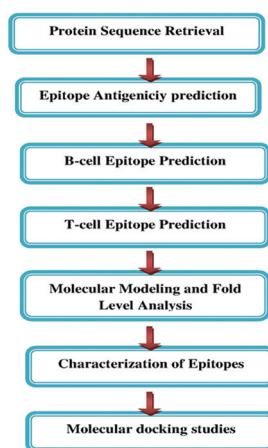 Protein Sequence Retrieval
Epitope Antigeniciy prediction
B-cell Epitope Prediction
T-cell Epitope Prediction
Molecular Modeling and Fold
Level Analysis
Characterization of Epitopes
Molecular docking studies